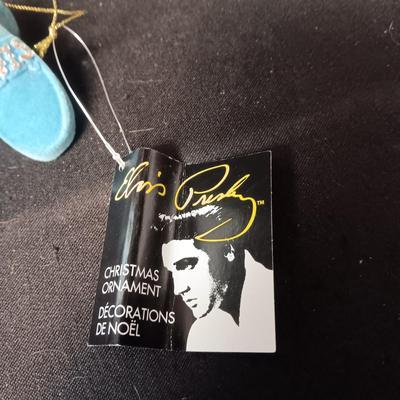 Elvis Presley™
CHRISTMAS
ORNAMENT
DÉCORATIONS
DE NOËL